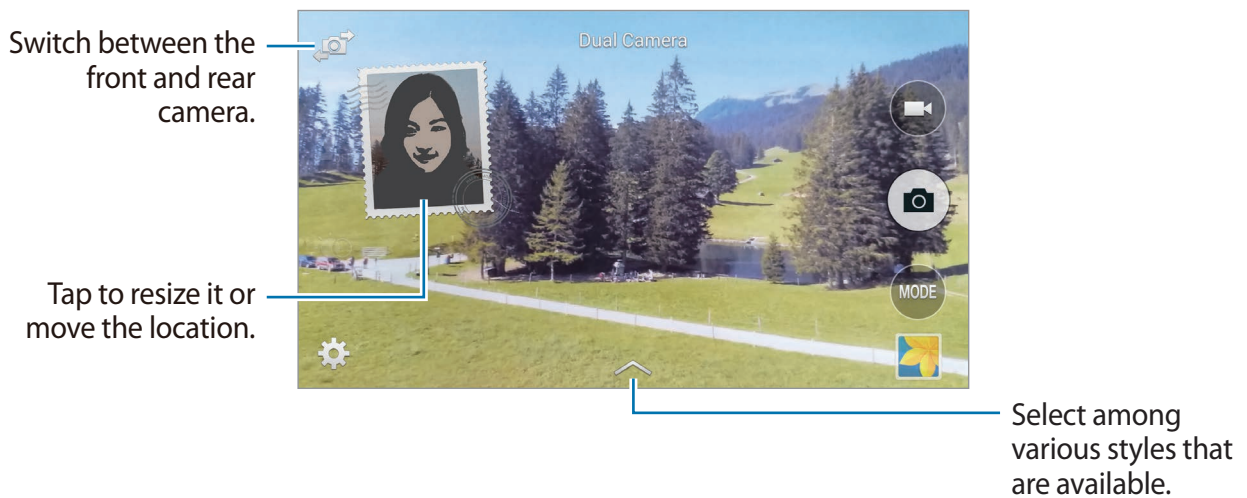 Switch between the
front and rear
camera.
Dual Camera
Tap to resize it or
move the location.
MODE
Select among
various styles that
are available.